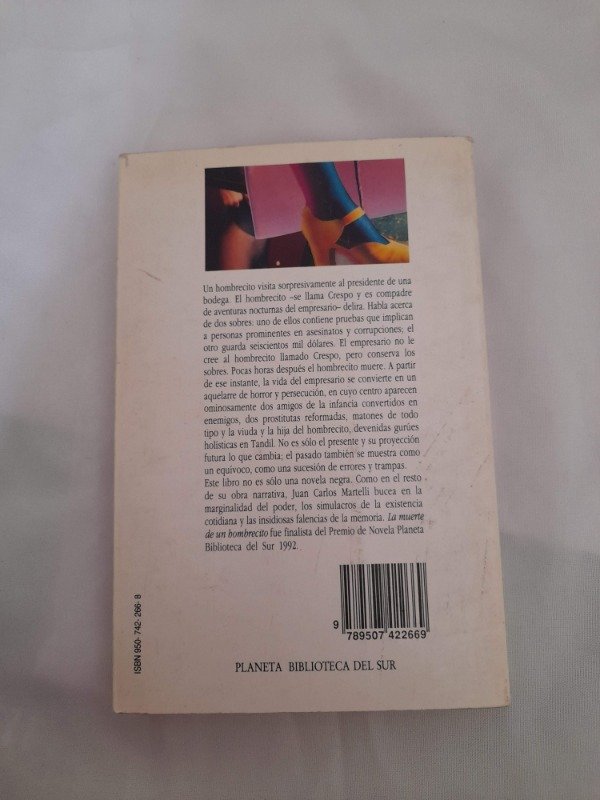 Un hombrecito visita sorpresivamente al presidente de una
bodega. El hombrecito –se llama Crespo y es compadre
de aventuras nocturnas del empresario– delira. Habla acerca
de dos sobres: uno de ellos contiene pruebas que implican
a personas prominentes en asesinatos y corrupciones; el
otro guarda seiscientos mil dólares. El empresario no le
cree al hombrecito llamado Crespo, pero conserva los
sobres. Pocas horas después el hombrecito muere. A partir
de ese instante, la vida del empresario se convierte en un
aquelarre de horror y persecución, en cuyo centro aparecen
ominosamente dos amigos de la infancia convertidos en
enemigos, dos prostitutas reformadas, matones de todo
tipo y la viuda y la hija del hombrecito, devenidas gurúes
holísticas en Tandil. No es sólo el presente y su proyección
futura lo que cambia; el pasado también se muestra como
un equívoco, como una sucesión de errores y trampas.
Este libro no es sólo una novela negra. Como en el resto
de su obra narrativa, Juan Carlos Martelli bucea en la
marginalidad del poder, los simulacros de la existencia
cotidiana y las insidiosas falencias de la memoria. La muerte
de un hombrecito fue finalista del Premio de Novela Planeta
Biblioteca del Sur 1992.
ISBN 950-742-266-8
9 789507 422669
PLANETA BIBLIOTECA DEL SUR